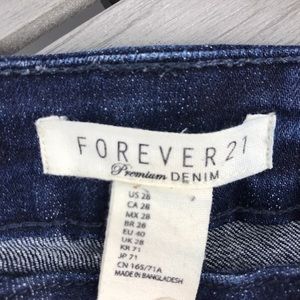 FOREVER 21
Premium DENIM
US 28
CA 28
MX 28
BR 28
EU 40
UK 28
KR 71
JP 71
CN 165/71A
MADE IN BANGLADESH